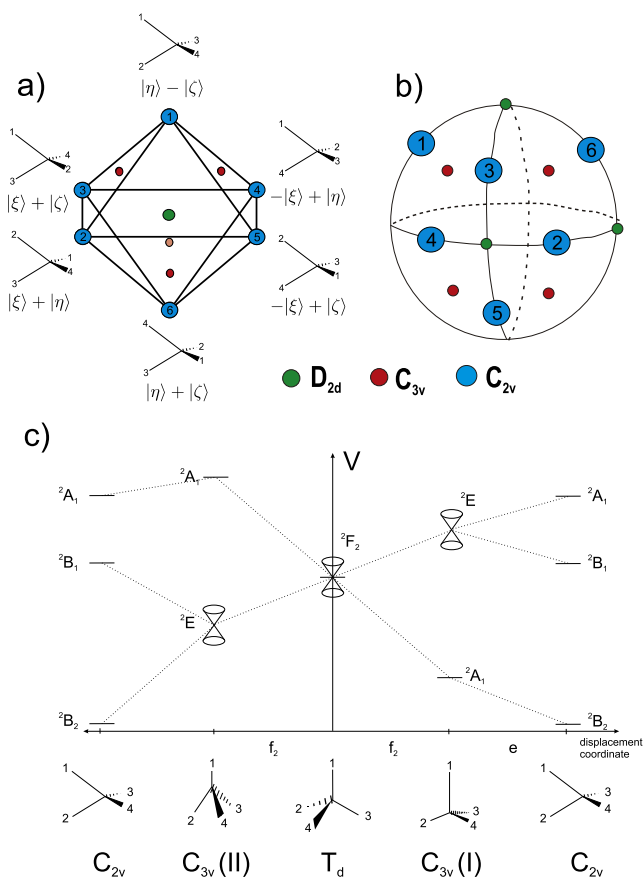 a)
1
2
3
4
|η⟩ − |ζ⟩
1
3
4
2
|ξ⟩ + |ζ⟩
1
4
2
3
−|ξ⟩ + |η⟩
1
3
2
4
5
6
1
3
2
4
|ξ⟩ + |η⟩
2
4
3
1
−|ξ⟩ + |ζ⟩
4
3
2
1
|η⟩ + |ζ⟩
b)
1
6
3
4
2
5
D2d
C3v
C2v
c)
V
²A₁
²A₁
²E
²A₁
²F₂
²B₁
²B₁
²E
²A₁
²B₂
²B₂
f₂
f₂
e
displacement
coordinate
1
2
3
4
1
2
3
4
1
2
3
4
1
2
3
4
1
2
3
4
C₂ᵥ
C₃ᵥ (II)
T_d
C₃ᵥ (I)
C₂ᵥ